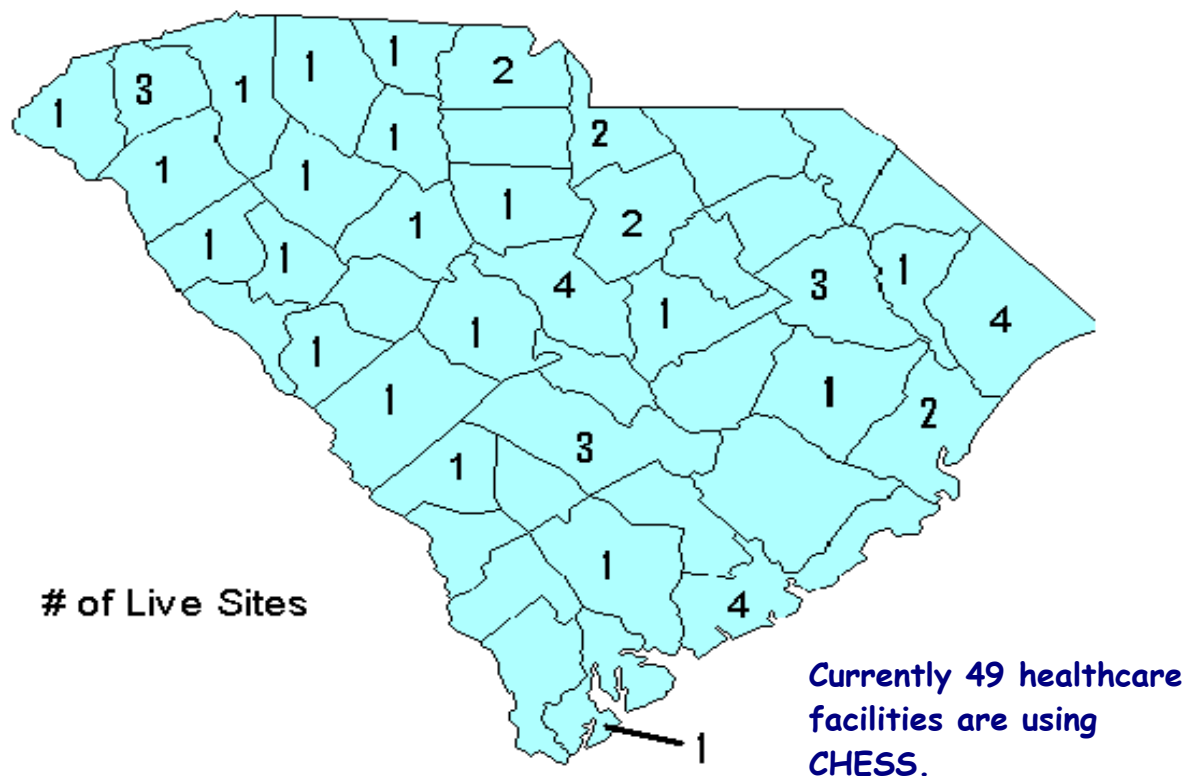 1 3 1 1 1 2
1 1 1 2
1 1 1 1 2
1 1 4 1 3 1 4
1 1 1 2
1 3
1 4
# of Live Sites
Currently 49 healthcare
facilities are using
CHESS.
1